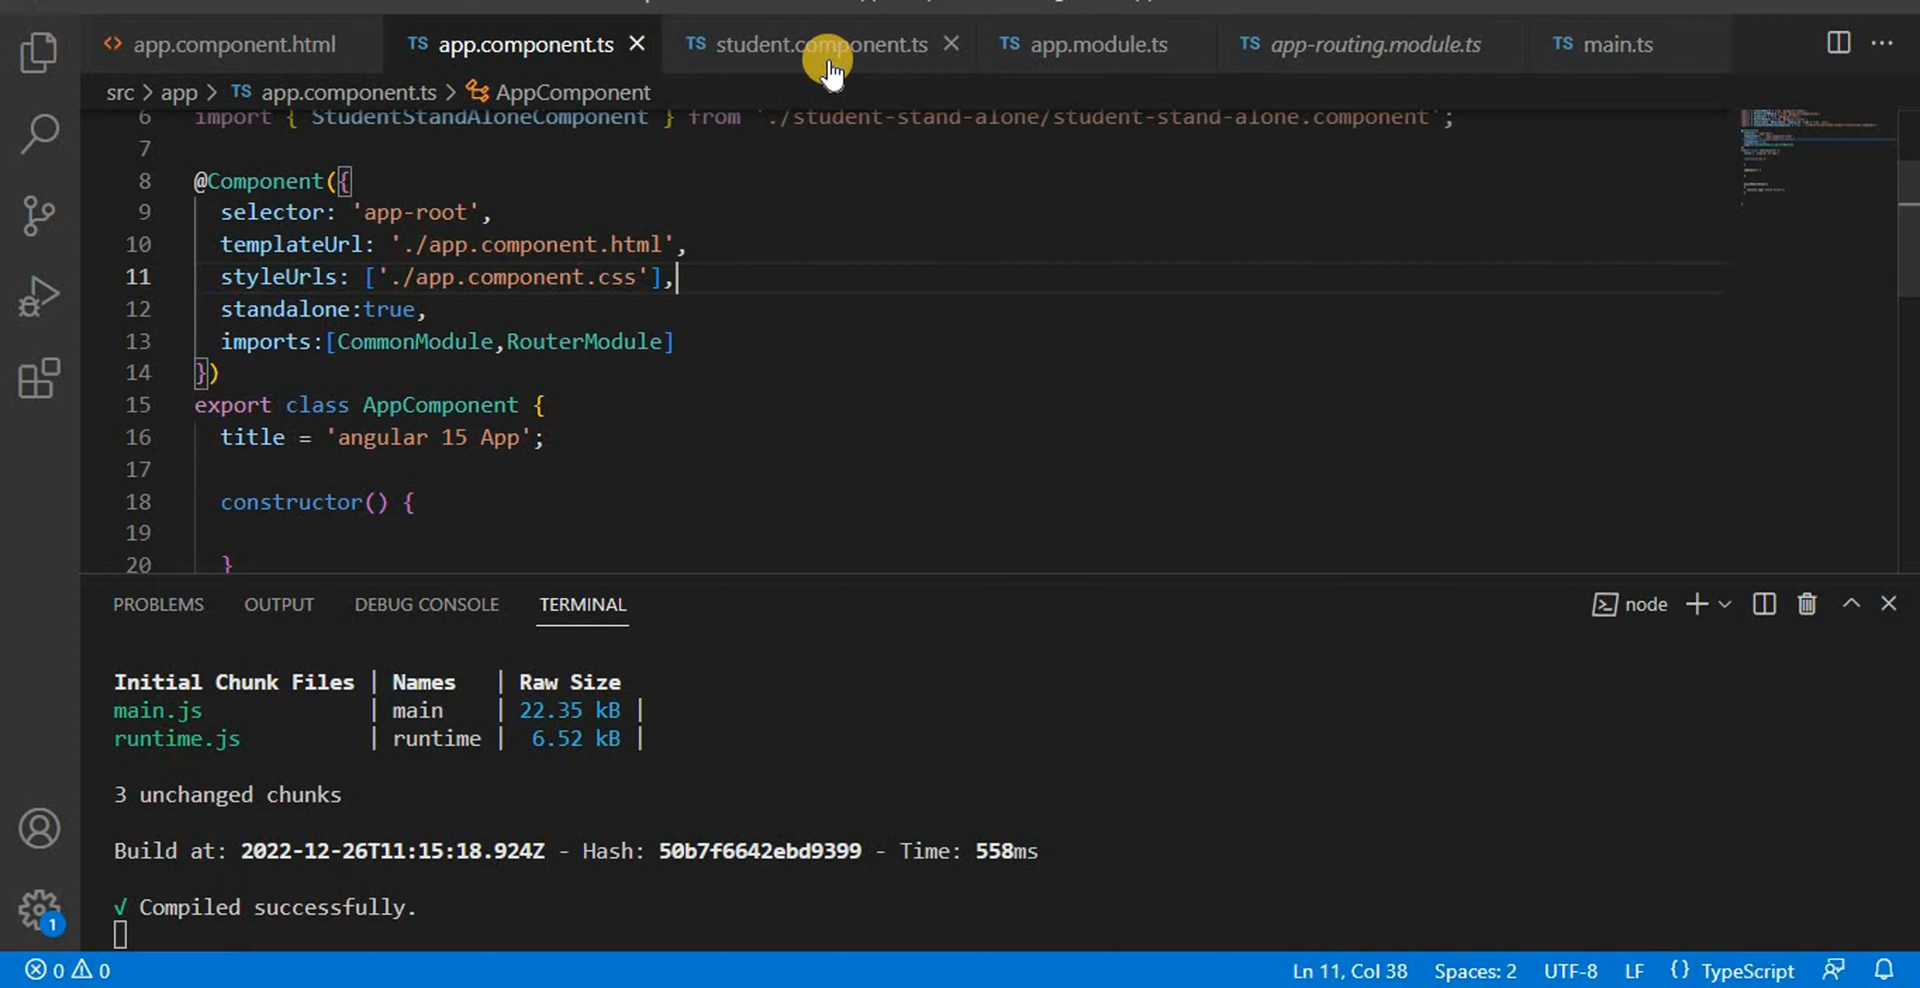 app.component.html
TS app.component.ts
TS student.component.ts
TS app.module.ts
TS app-routing.module.ts
TS main.ts
src > app > TS app.component.ts > AppComponent
6 import { StudentStandAloneComponent } from './student-stand-alone/student-stand-alone.component';
7
8 @Component({
9 selector: 'app-root',
10 templateUrl: './app.component.html',
11 styleUrls: ['./app.component.css'],
12 standalone:true,
13 imports:[CommonModule,RouterModule]
14 })
15 export class AppComponent {
16 title = 'angular 15 App';
17
18 constructor() {
19
20 }
PROBLEMS OUTPUT DEBUG CONSOLE TERMINAL
node
Initial Chunk Files | Names | Raw Size
main.js | main | 22.35 kB |
runtime.js | runtime | 6.52 kB |
3 unchanged chunks
Build at: 2022-12-26T11:15:18.924Z - Hash: 50b7f6642ebd9399 - Time: 558ms
√ Compiled successfully.
1
0 0 Ln 11, Col 38 Spaces: 2 UTF-8 LF {} TypeScript